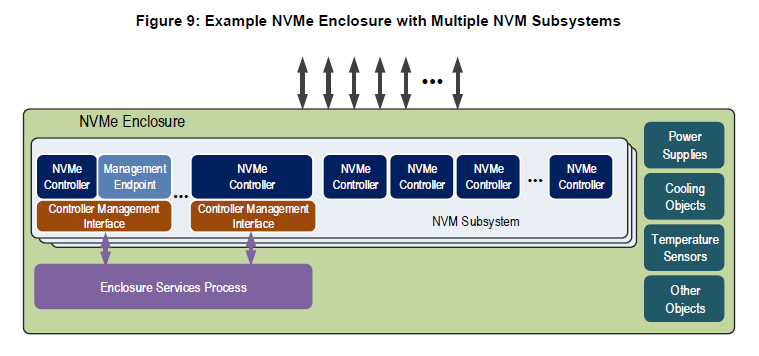 Figure 9: Example NVMe Enclosure with Multiple NVM Subsystems
•••
NVMe Enclosure
NVMe
Controller
Management
Endpoint
...
NVMe
Controller
NVMe
Controller
NVMe
Controller
NVMe
Controller
...
NVMe
Controller
Controller Management
Interface
Controller Management
Interface
NVM Subsystem
Enclosure Services Process
Power
Supplies
Cooling
Objects
Temperature
Sensors
Other
Objects